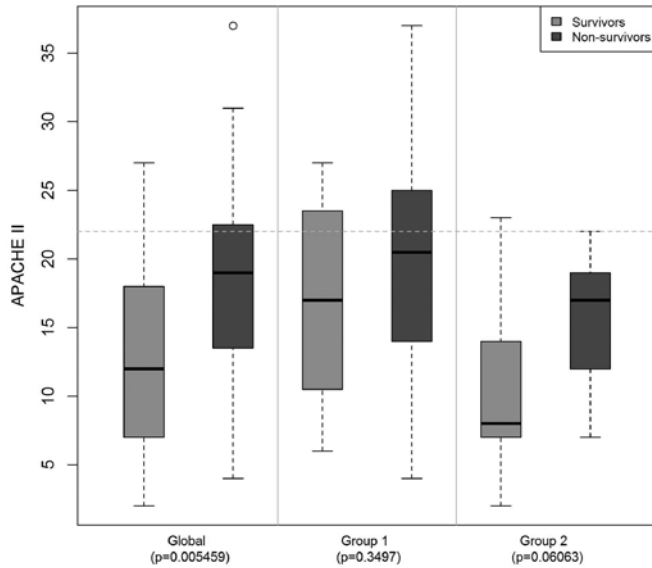 Survivors
Non-survivors
APACHE II
35
30
25
20
15
10
5
Global
(p=0.005459)
Group 1
(p=0.3497)
Group 2
(p=0.06063)